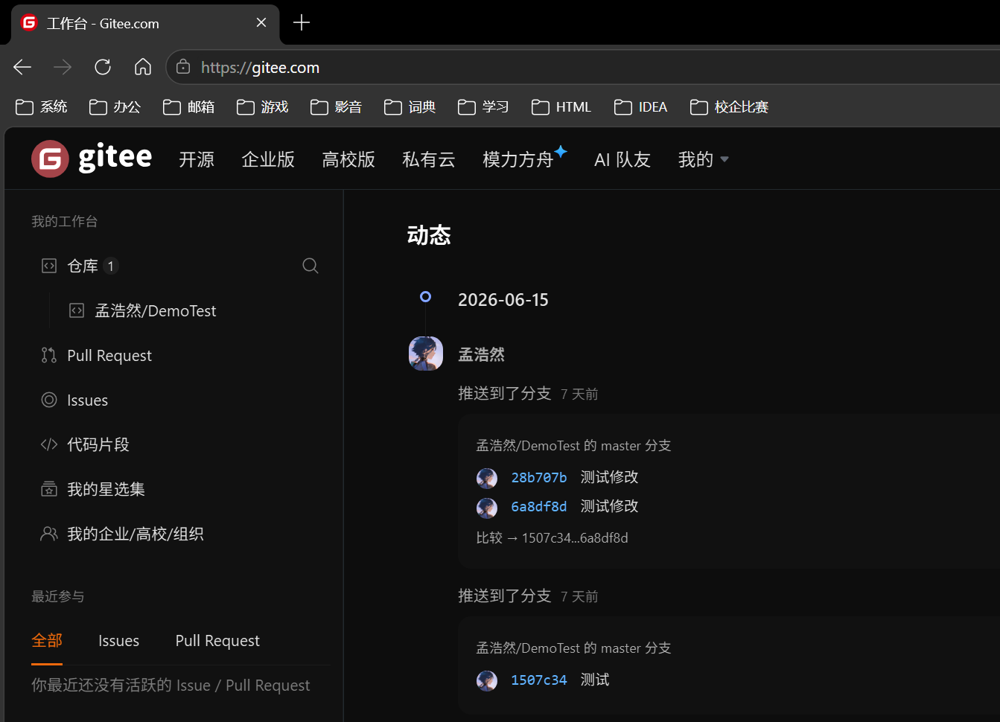 工作台 - Gitee.com
https://gitee.com
系统 办公 邮箱 游戏 影音 词典 学习 HTML IDEA 校企比赛
gitee 开源 企业版 高校版 私有云 模力方舟 AI 队友 我的
我的工作台
仓库 1
孟浩然/DemoTest
Pull Request
Issues
代码片段
我的星选集
我的企业/高校/组织
最近参与
全部 Issues Pull Request
你最近还没有活跃的 Issue / Pull Request
动态
2026-06-15
孟浩然
推送到了分支 7 天前
孟浩然/DemoTest 的 master 分支
28b707b 测试修改
6a8df8d 测试修改
比较 → 1507c34...6a8df8d
推送到了分支 7 天前
孟浩然/DemoTest 的 master 分支
1507c34 测试